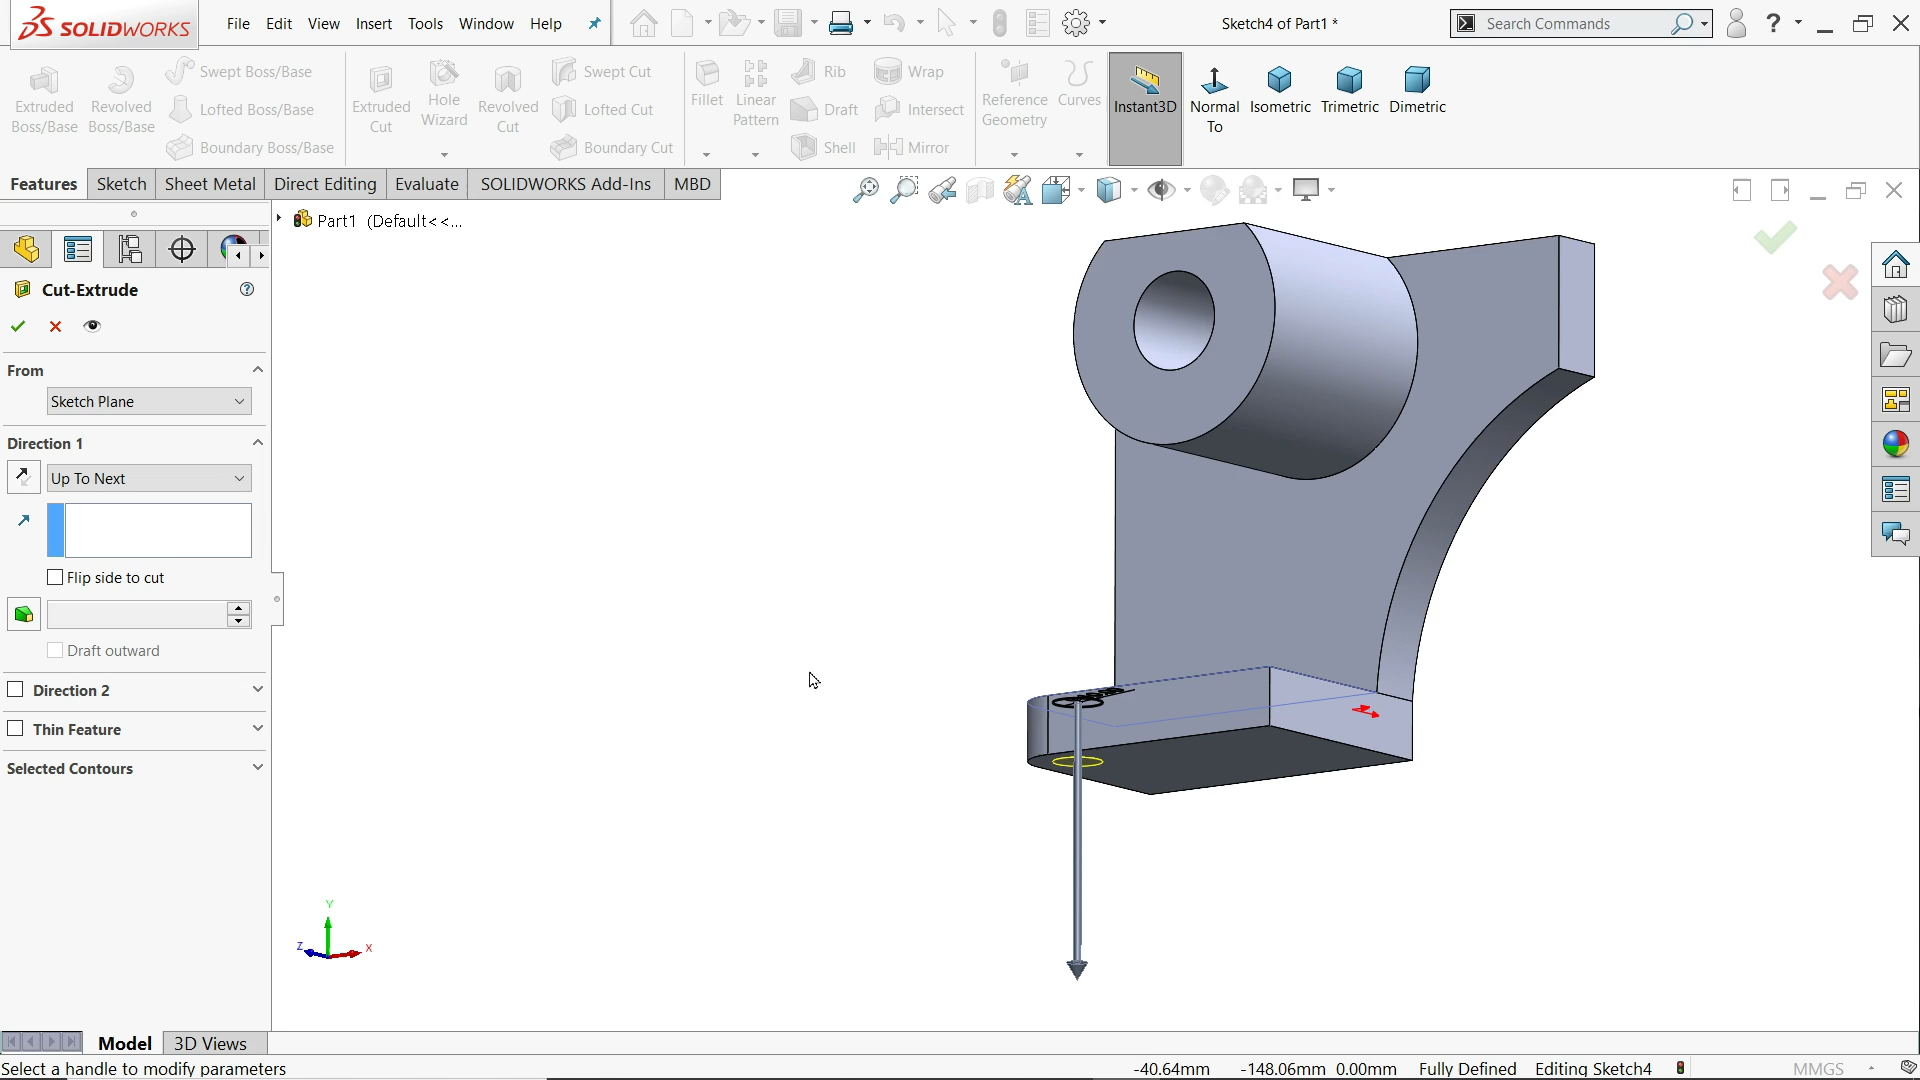 SOLIDWORKS
File Edit View Insert Tools Window Help
Sketch4 of Part1 *
Search Commands
?
Extruded Boss/Base
Revolved Boss/Base
Swept Boss/Base
Lofted Boss/Base
Boundary Boss/Base
Extruded Cut
Hole Wizard
Revolved Cut
Swept Cut
Lofted Cut
Boundary Cut
Fillet
Linear Pattern
Rib
Draft
Shell
Wrap
Intersect
Mirror
Reference Geometry
Curves
Instant3D
Normal To
Isometric
Trimetric
Dimetric
Features Sketch Sheet Metal Direct Editing Evaluate SOLIDWORKS Add-Ins MBD
Part1 (Default<<...
Cut-Extrude
From
Sketch Plane
Direction 1
Up To Next
Flip side to cut
Draft outward
Direction 2
Thin Feature
Selected Contours
Y
Z
X
Model 3D Views
Select a handle to modify parameters
-40.64mm -148.06mm 0.00mm Fully Defined Editing Sketch4 MMGS